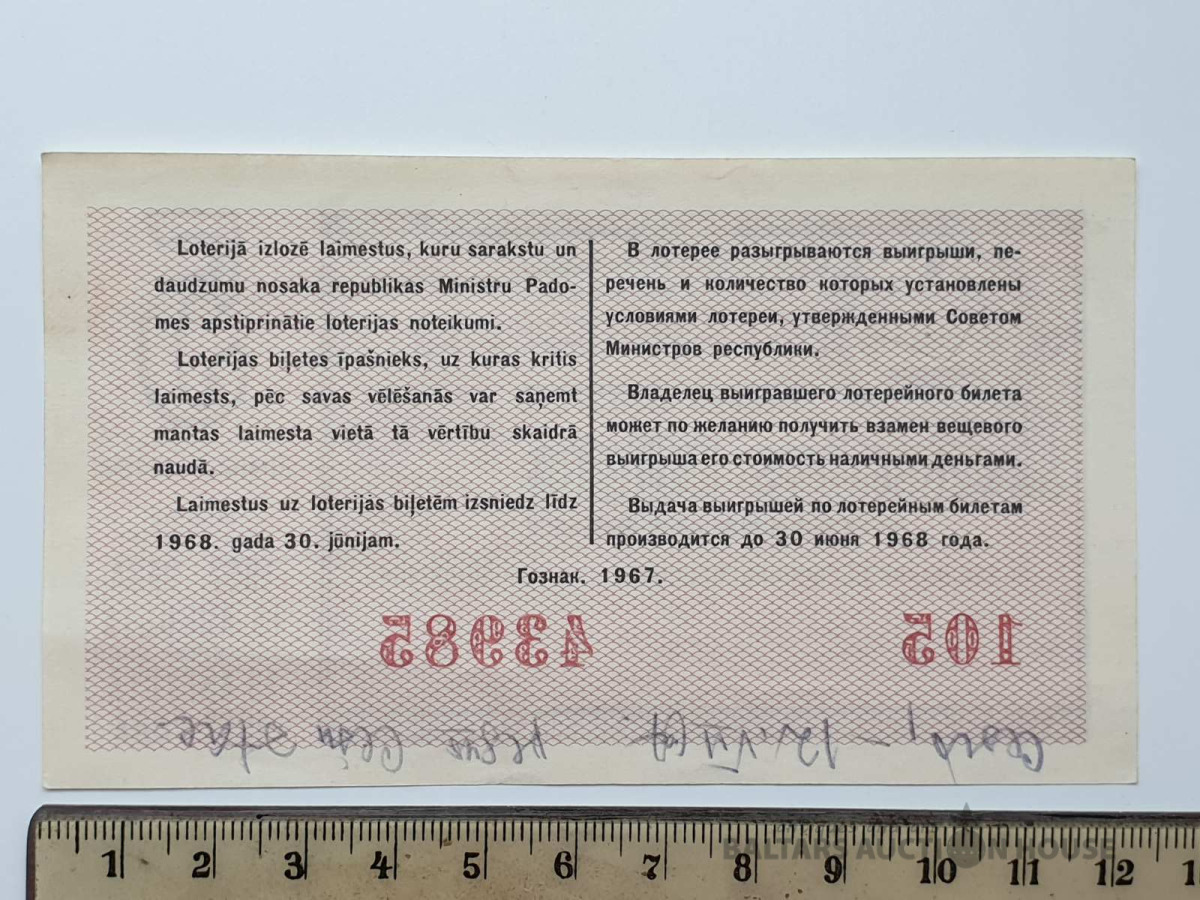 Loterijā izlozē laimestus, kuru sarakstu un
daudzumu nosaka republikas Ministru Pado-
mes apstiprinātie loterijas noteikumi.
Loterijas biļetes īpašnieks, uz kuras kritis
laimests, pēc savas vēlēšanās var saņemt
mantas laimesta vietā tā vērtību skaidrā
naudā.
Laimestus uz loterijas biļetēm izsniedz līdz
1968. gada 30. jūnijam.
В лотерее разыгрываются выигрыши, пе-
речень и количество которых установлены
условиями лотереи, утвержденными Советом
Министров республики.
Владелец выигравшего лотерейного билета
может по желанию получить взамен вещевого
выигрыша его стоимость наличными деньгами.
Выдача выигрышей по лотерейным билетам
производится до 30 июня 1968 года.
Гознак. 1967.
43985 105
1 2 3 4 5 6 7 8 9 10 11 12 1
BALTARS AUCTION HOUSE